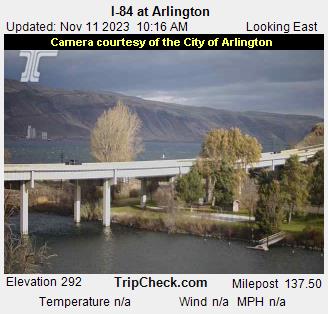 I-84 at Arlington
Updated: Nov 11 2023 10:16 AM Looking East
Camera courtesy of the City of Arlington
Elevation 292 TripCheck.com Milepost 137.50
Temperature n/a Wind n/a MPH n/a